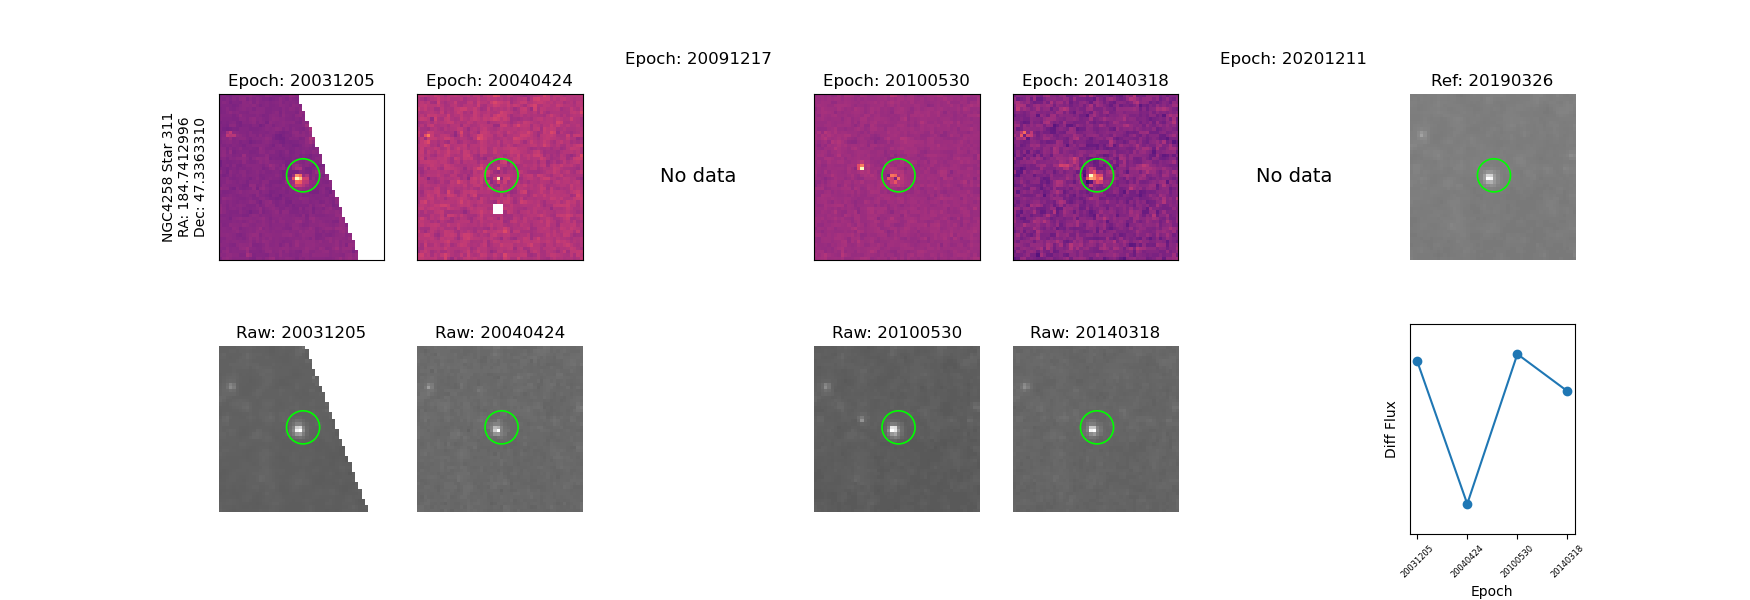 Epoch: 20091217
Epoch: 20201211
Epoch: 20031205
Epoch: 20040424
Epoch: 20100530
Epoch: 20140318
Ref: 20190326
NGC4258 Star 311
RA: 184.7412996
Dec: 47.3363310
No data
No data
Raw: 20031205
Raw: 20040424
Raw: 20100530
Raw: 20140318
Diff Flux
20031205
20040424
20100530
20140318
Epoch